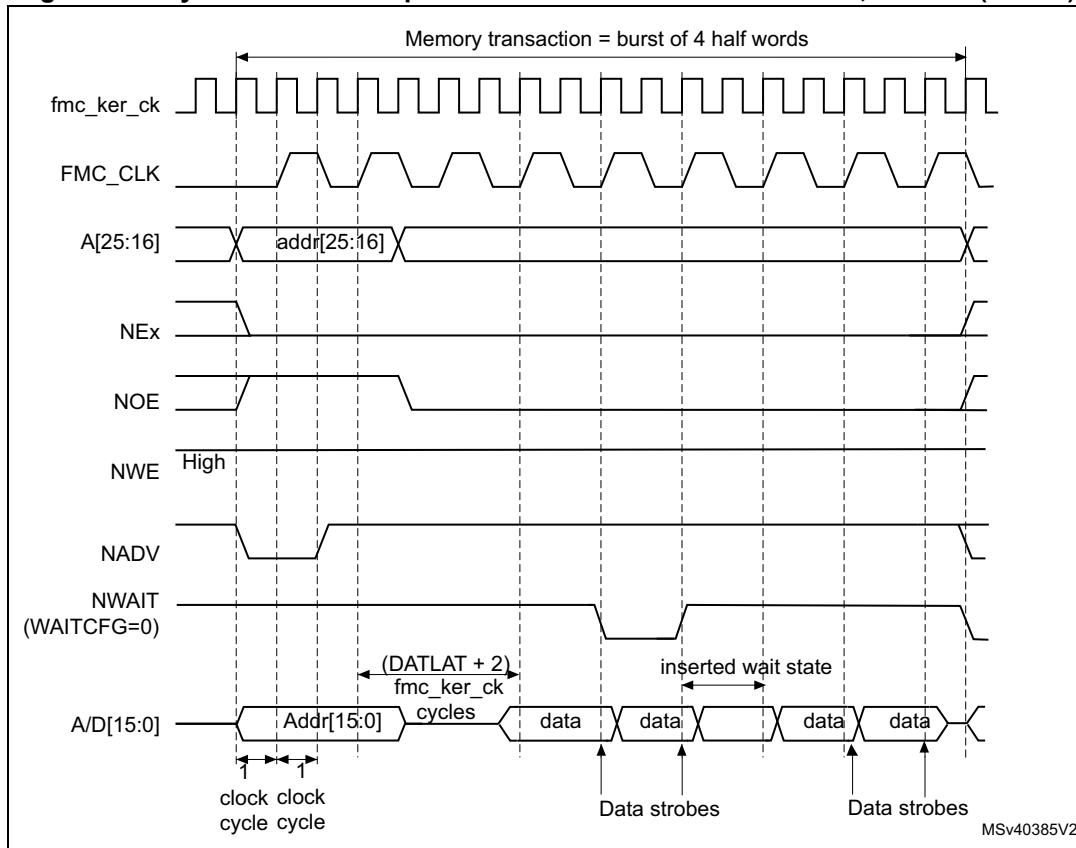 Memory transaction = burst of 4 half words
fmc_ker_ck
FMC_CLK
A[25:16]
addr[25:16]
NEx
NOE
NWE
High
NADV
NWAIT
(WAITCFG=0)
(DATLAT + 2)
fmc_ker_ck
cycles
inserted wait state
A/D[15:0]
Addr[15:0]
data
data
data
data
1
clock
cycle
1
clock
cycle
Data strobes
Data strobes
MSv40385V2